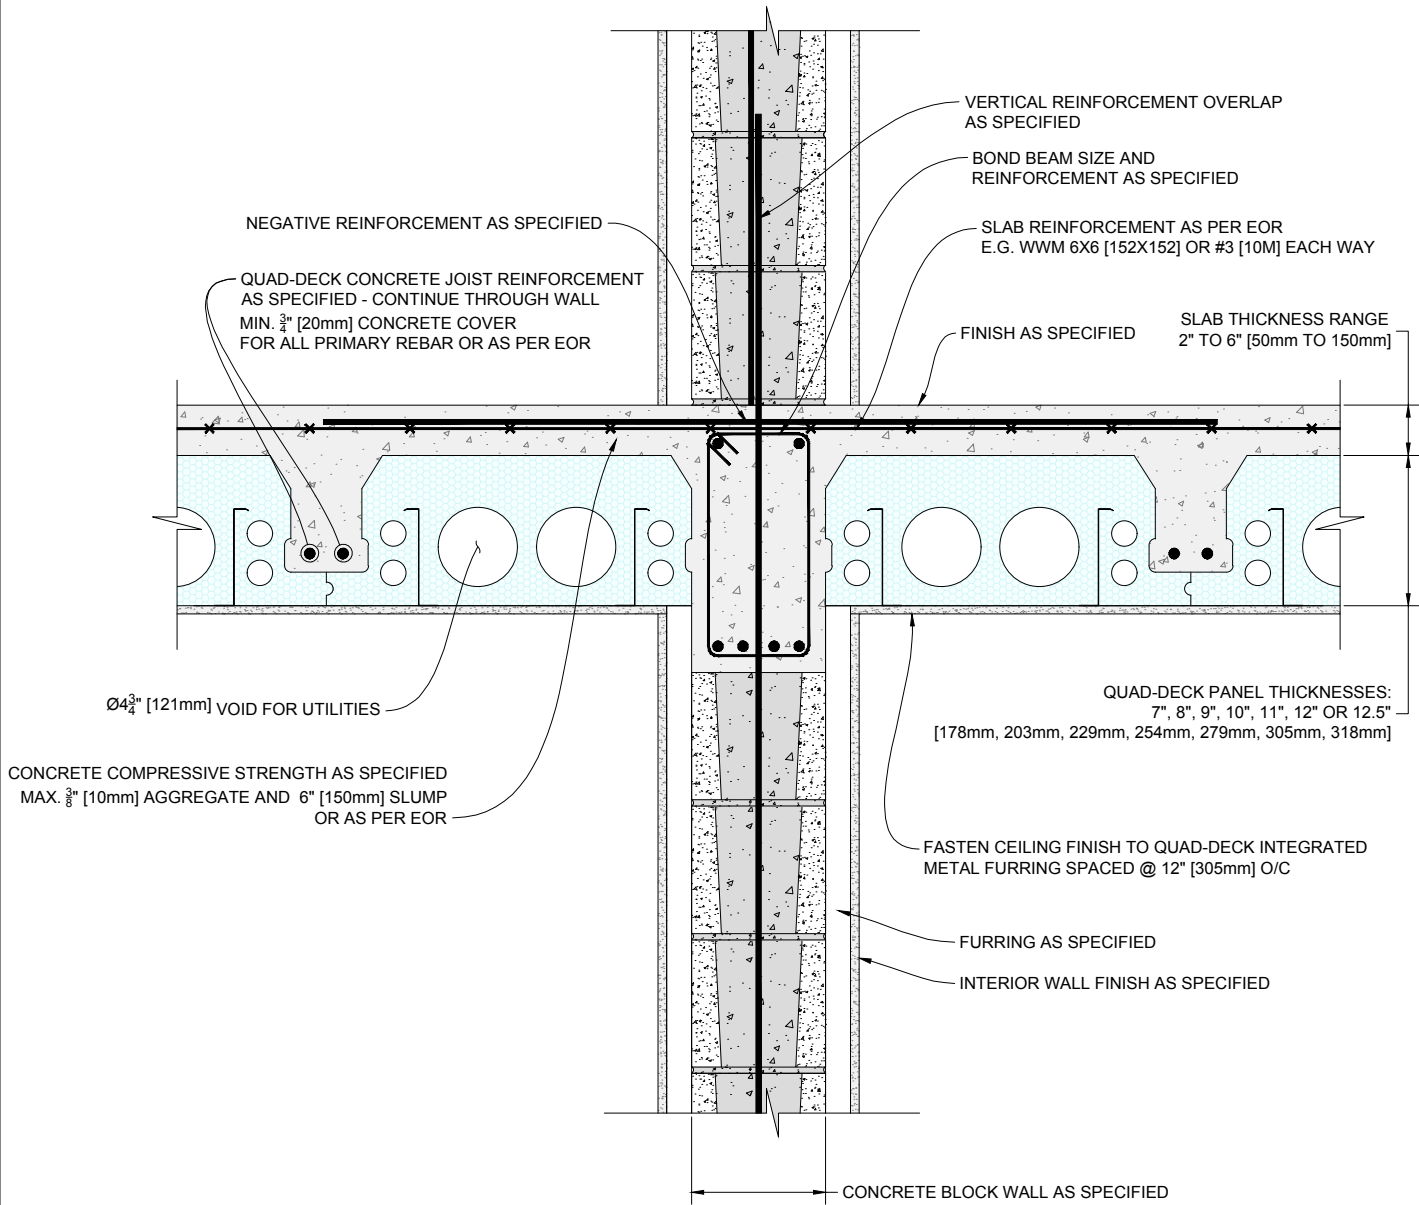 VERTICAL REINFORCEMENT OVERLAP
AS SPECIFIED
BOND BEAM SIZE AND
REINFORCEMENT AS SPECIFIED
NEGATIVE REINFORCEMENT AS SPECIFIED
SLAB REINFORCEMENT AS PER EOR
E.G. WWM 6X6 [152X152] OR #3 [10M] EACH WAY
QUAD-DECK CONCRETE JOIST REINFORCEMENT
AS SPECIFIED - CONTINUE THROUGH WALL
MIN. 3/4" [20mm] CONCRETE COVER
FOR ALL PRIMARY REBAR OR AS PER EOR
FINISH AS SPECIFIED
SLAB THICKNESS RANGE
2" TO 6" [50mm TO 150mm]
Ø4 3/4" [121mm] VOID FOR UTILITIES
QUAD-DECK PANEL THICKNESSES:
7", 8", 9", 10", 11", 12" OR 12.5"
[178mm, 203mm, 229mm, 254mm, 279mm, 305mm, 318mm]
CONCRETE COMPRESSIVE STRENGTH AS SPECIFIED
MAX. 3/8" [10mm] AGGREGATE AND 6" [150mm] SLUMP
OR AS PER EOR
FASTEN CEILING FINISH TO QUAD-DECK INTEGRATED
METAL FURRING SPACED @ 12" [305mm] O/C
FURRING AS SPECIFIED
INTERIOR WALL FINISH AS SPECIFIED
CONCRETE BLOCK WALL AS SPECIFIED